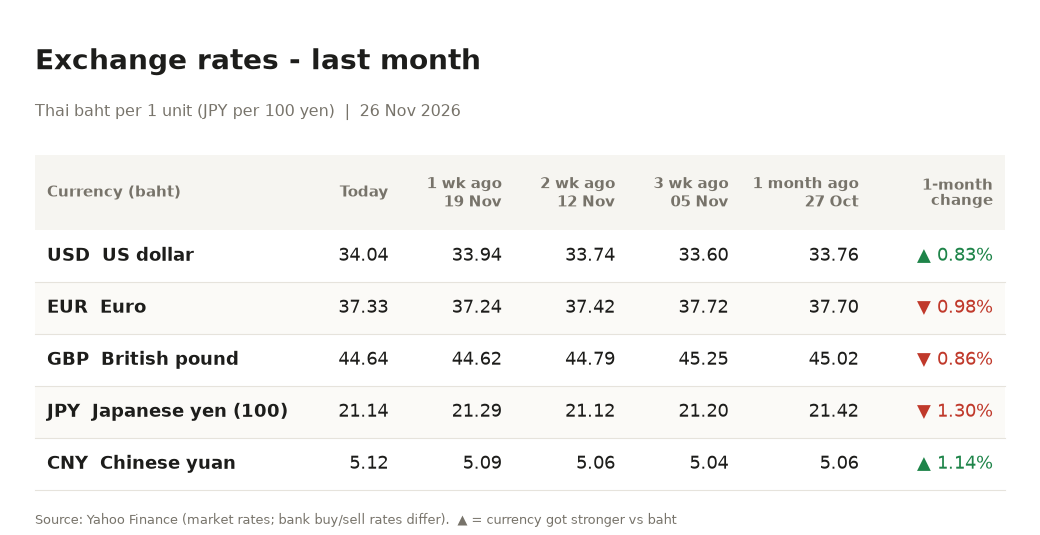 Exchange rates - last month
Thai baht per 1 unit (JPY per 100 yen)  |  26 Nov 2026
Currency (baht)  Today  1 wk ago 19 Nov  2 wk ago 12 Nov  3 wk ago 05 Nov  1 month ago 27 Oct  1-month change
USD  US dollar  34.04  33.94  33.74  33.60  33.76  ▲ 0.83%
EUR  Euro  37.33  37.24  37.42  37.72  37.70  ▼ 0.98%
GBP  British pound  44.64  44.62  44.79  45.25  45.02  ▼ 0.86%
JPY  Japanese yen (100)  21.14  21.29  21.12  21.20  21.42  ▼ 1.30%
CNY  Chinese yuan  5.12  5.09  5.06  5.04  5.06  ▲ 1.14%
Source: Yahoo Finance (market rates; bank buy/sell rates differ).  ▲ = currency got stronger vs baht